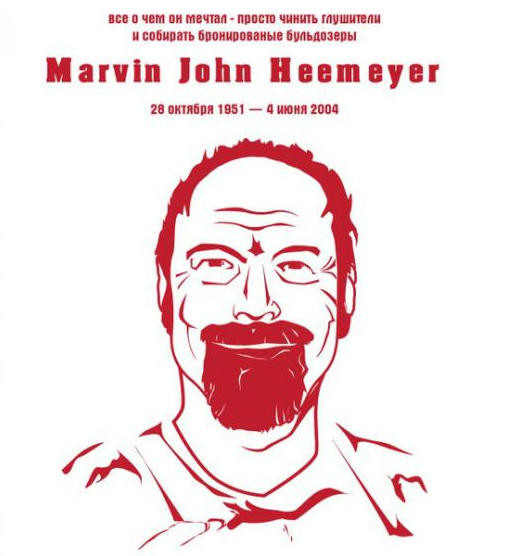 все о чем он мечтал - просто чинить глушители
и собирать бронированые бульдозеры
Marvin John Heemeyer
28 октября 1951 — 4 июня 2004